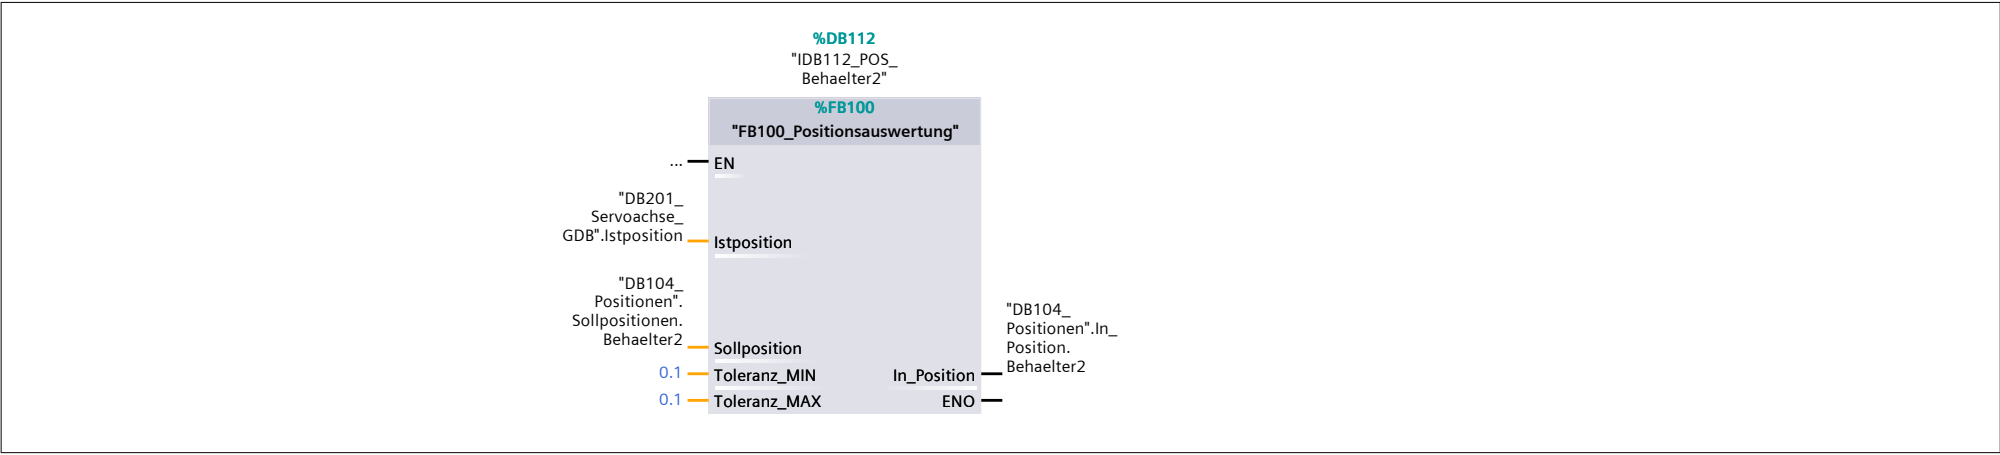 %DB112
"IDB112_POS_
Behaelter2"
%FB100
"FB100_Positionsauswertung"
... EN
"DB201_
Servoachse_
GDB".Istposition
Istposition
"DB104_
Positionen".
Sollpositionen.
Behaelter2
Sollposition
0.1 Toleranz_MIN
0.1 Toleranz_MAX
"DB104_
Positionen".In_
Position.
Behaelter2
In_Position
ENO